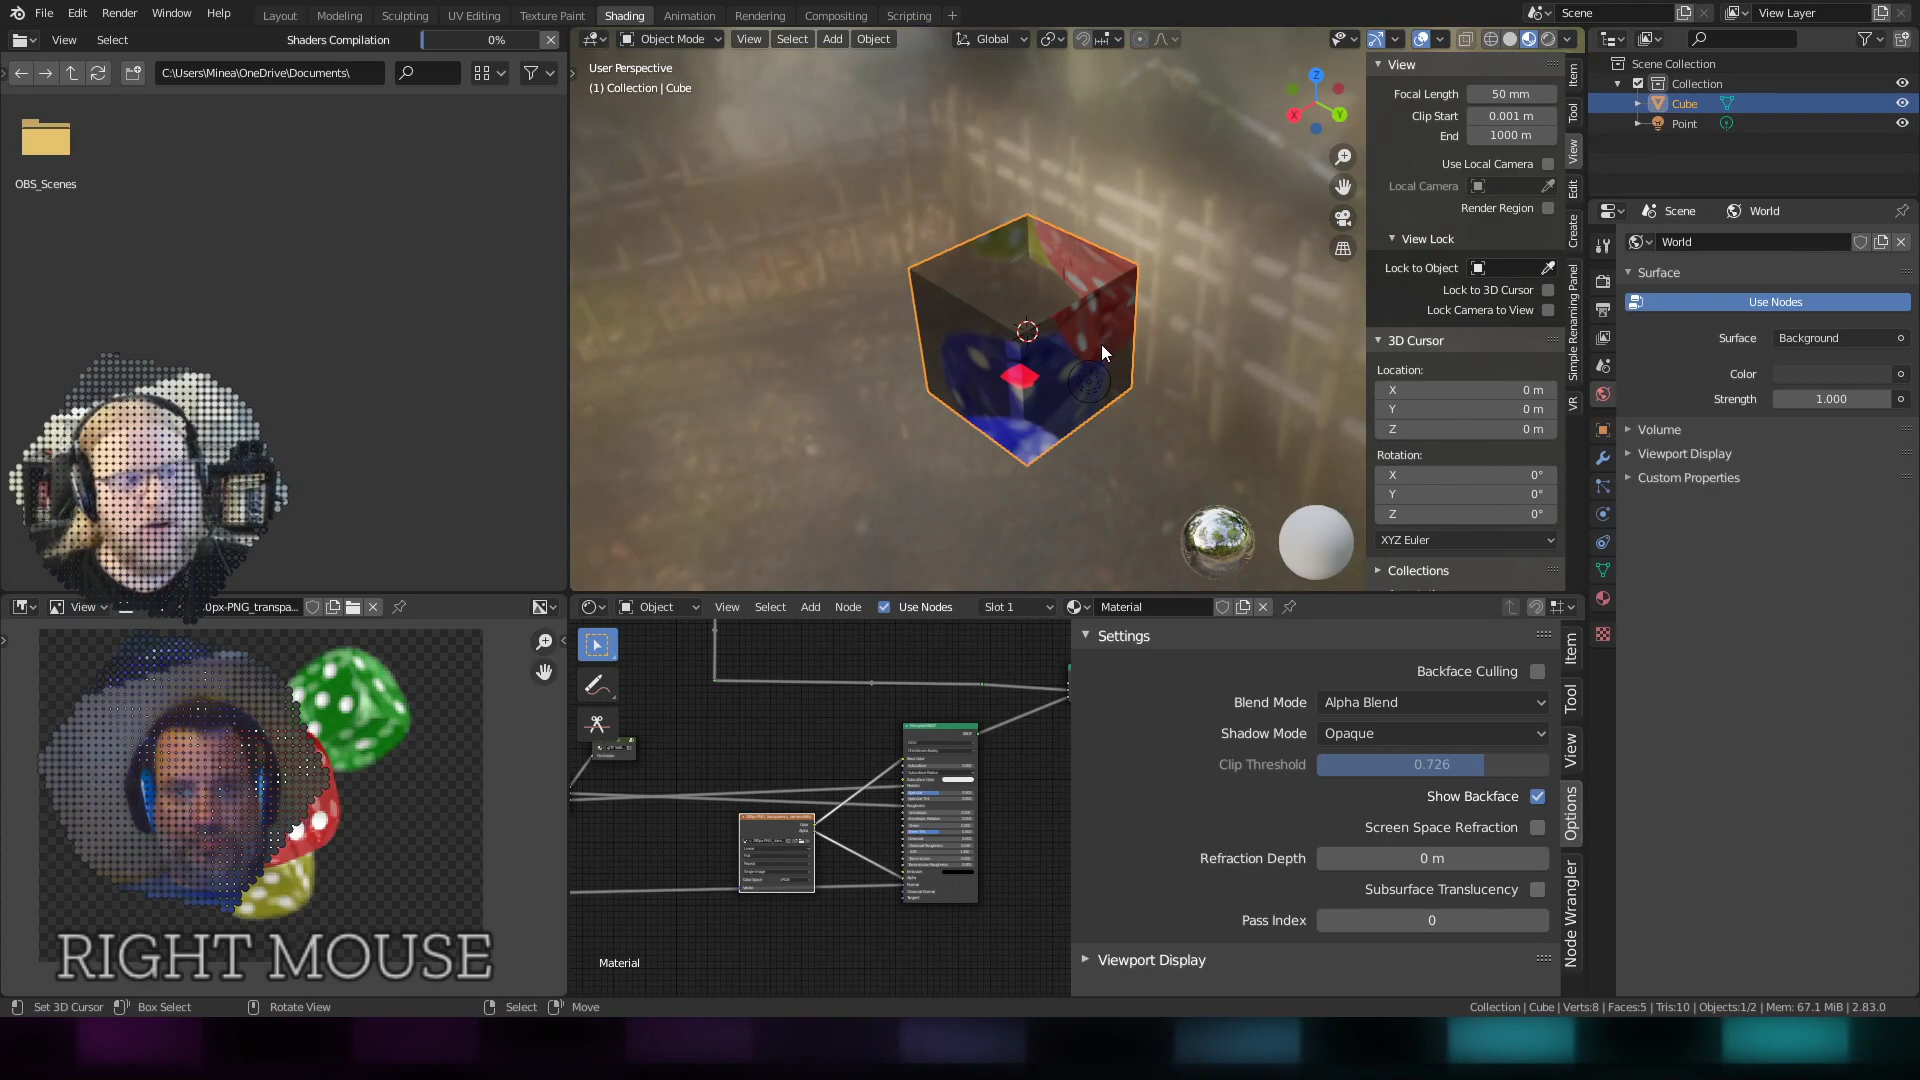 File Edit Render Window Help Layout Modeling Sculpting UV Editing Texture Paint Shading Animation Rendering Compositing Scripting + Scene View Layer
View Select Shaders Compilation 0% Object Mode View Select Add Object Global
C:\Users\Minea\OneDrive\Documents\
OBS_Scenes
User Perspective
(1) Collection | Cube
Z
X
Y
View
Focal Length 50 mm
Clip Start 0.001 m
End 1000 m
Use Local Camera
Local Camera
Render Region
View Lock
Lock to Object
Lock to 3D Cursor
Lock Camera to View
3D Cursor
Location:
X 0 m
Y 0 m
Z 0 m
Rotation:
X 0°
Y 0°
Z 0°
XYZ Euler
Collections
Item
Tool
View
Edit
Create
Simple Renaming Panel
VR
Scene Collection
Collection
Cube
Point
Scene World
World
Surface
Use Nodes
Surface Background
Color
Strength 1.000
Volume
Viewport Display
Custom Properties
View 0px-PNG_transpa...
RIGHT MOUSE
Object View Select Add Node Use Nodes Slot 1 Material
Material
Settings
Backface Culling
Blend Mode Alpha Blend
Shadow Mode Opaque
Clip Threshold 0.726
Show Backface
Screen Space Refraction
Refraction Depth 0 m
Subsurface Translucency
Pass Index 0
Viewport Display
Item
Tool
View
Options
Node Wrangler
Set 3D Cursor Box Select Rotate View Select Move Collection | Cube | Verts:8 | Faces:5 | Tris:10 | Objects:1/2 | Mem: 67.1 MiB | 2.83.0